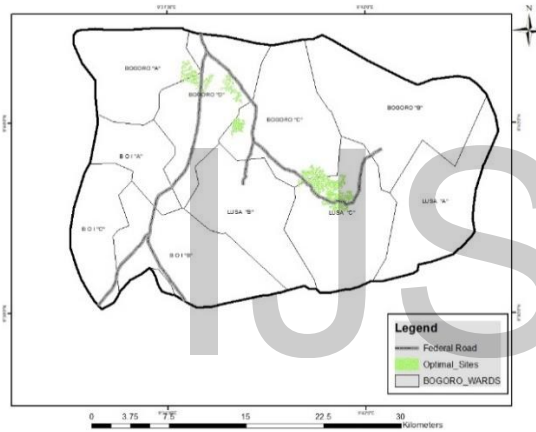 N
BOGORO "A"
BOGORO "D"
BOGORO "B"
BOGORO "C"
B O I "A"
LUSA "A"
LUSA "B"
LUSA "C"
B O I "C"
B O I "B"
IJS
Legend
Federal Road
Optimal_Sites
BOGORO_WARDS
0 3.75 7.5 15 22.5 30
Kilometers